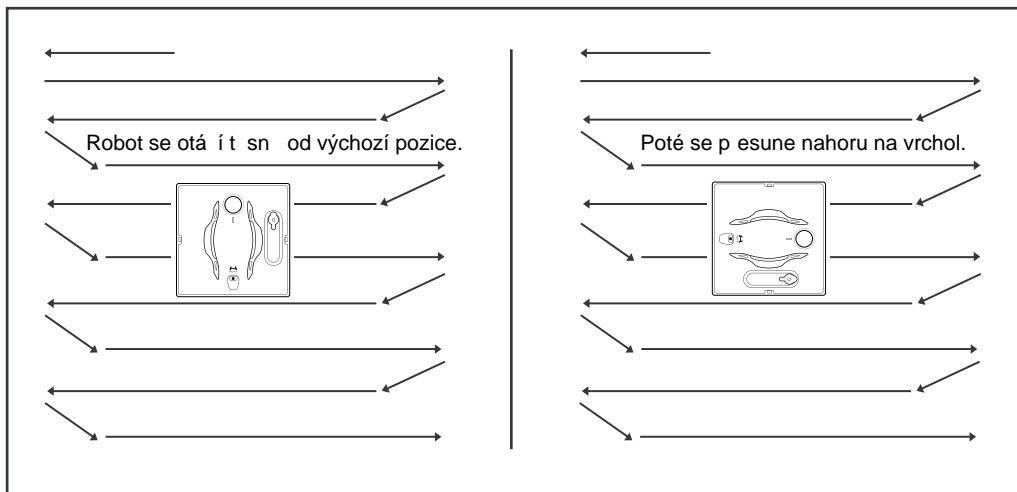 Robot se otá í t sn od výchozí pozice.
Poté se p esune nahoru na vrchol.